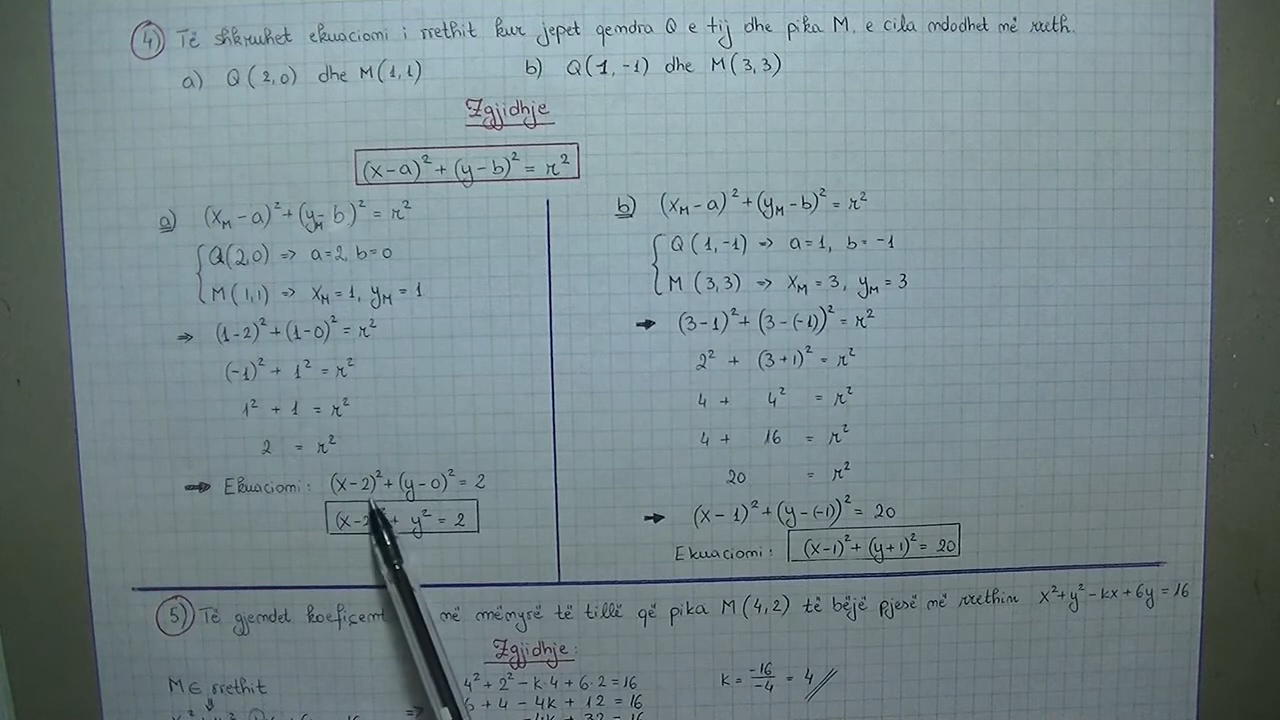 4) Të shkruhet ekuacioni i rrethit kur jepet qendra Q e tij dhe pika M, e cila ndodhet në rreth.
a) Q(2,0) dhe M(1,1) b) Q(1,-1) dhe M(3,3)
Zgjidhje
(x-a)² + (y-b)² = r²
a) (x_M - a)² + (y_M - b)² = r²
Q(2,0) => a=2, b=0
M(1,1) => x_M = 1, y_M = 1
=> (1-2)² + (1-0)² = r²
(-1)² + 1² = r²
1² + 1 = r²
2 = r²
=> Ekuacioni: (x-2)² + (y-0)² = 2
(x-2 + y² = 2
b) (x_M - a)² + (y_M - b)² = r²
Q(1,-1) => a=1, b=-1
M(3,3) => x_M = 3, y_M = 3
→ (3-1)² + (3-(-1))² = r²
2² + (3+1)² = r²
4 + 4² = r²
4 + 16 = r²
20 = r²
→ (x-1)² + (y-(-1))² = 20
Ekuacioni: (x-1)² + (y+1)² = 20
5) Të gjendet koefiçent në mënyrë të tillë që pika M(4,2) të bëjë pjesë në rrethin x²+y²-kx+6y=16
Zgjidhje:
M∈ rrethit
4² + 2² - k·4 + 6·2 = 16
+ 4 - 4k + 12 = 16
k = -16/-4 = 4 //